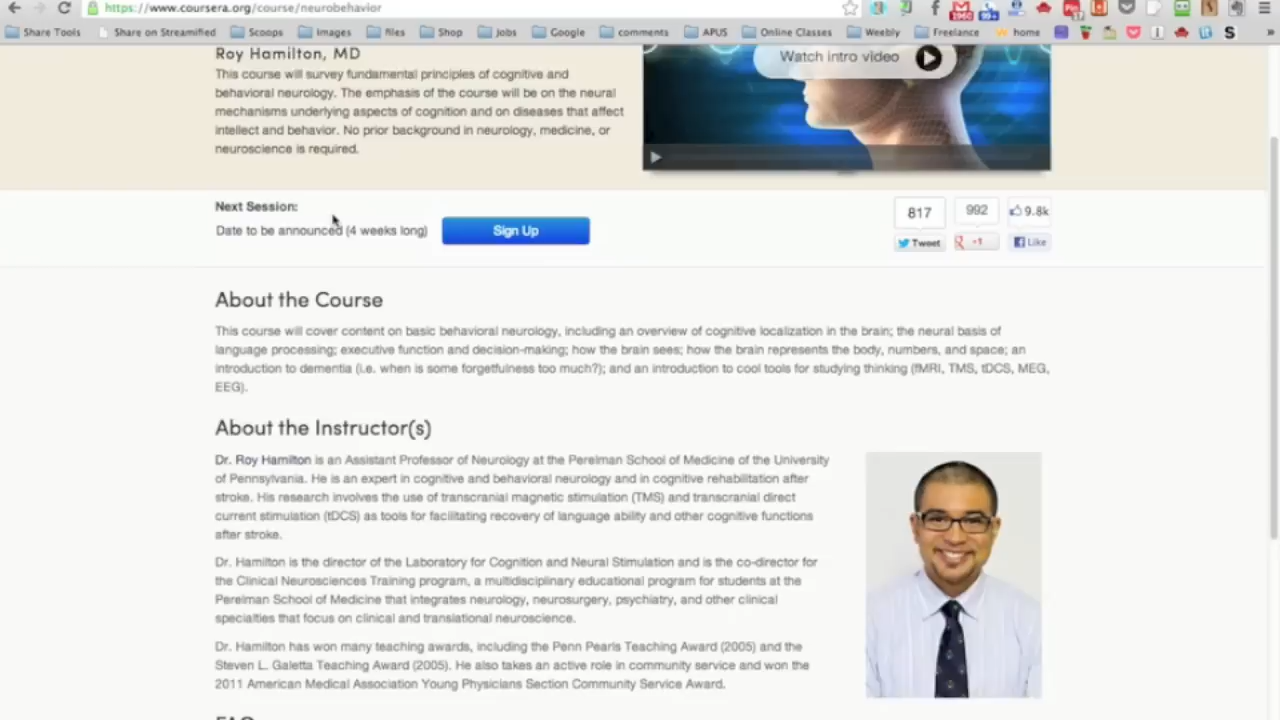 https://www.coursera.org/course/neurobehavior
Share Tools
Share on Streamified
Scoops
Images
files
Shop
Jobs
Google
comments
APUS
Online Classes
Weebly
Freelance
home
Roy Hamilton, MD
This course will survey fundamental principles of cognitive and
behavioral neurology. The emphasis of the course will be on the neural
mechanisms underlying aspects of cognition and on diseases that affect
intellect and behavior. No prior background in neurology, medicine, or
neuroscience is required.
Watch intro video
Next Session:
Date to be announced (4 weeks long)
Sign Up
817
992
9.8k
Tweet
+1
Like
About the Course
This course will cover content on basic behavioral neurology, including an overview of cognitive localization in the brain; the neural basis of
language processing; executive function and decision-making; how the brain sees; how the brain represents the body, numbers, and space; an
introduction to dementia (i.e. when is some forgetfulness too much?); and an introduction to cool tools for studying thinking (fMRI, TMS, tDCS, MEG,
EEG).
About the Instructor(s)
Dr. Roy Hamilton is an Assistant Professor of Neurology at the Perelman School of Medicine of the University
of Pennsylvania. He is an expert in cognitive and behavioral neurology and in cognitive rehabilitation after
stroke. His research involves the use of transcranial magnetic stimulation (TMS) and transcranial direct
current stimulation (tDCS) as tools for facilitating recovery of language ability and other cognitive functions
after stroke.
Dr. Hamilton is the director of the Laboratory for Cognition and Neural Stimulation and is the co-director for
the Clinical Neurosciences Training program, a multidisciplinary educational program for students at the
Perelman School of Medicine that integrates neurology, neurosurgery, psychiatry, and other clinical
specialties that focus on clinical and translational neuroscience.
Dr. Hamilton has won many teaching awards, including the Penn Pearls Teaching Award (2005) and the
Steven L. Galetta Teaching Award (2005). He also takes an active role in community service and won the
2011 American Medical Association Young Physicians Section Community Service Award.